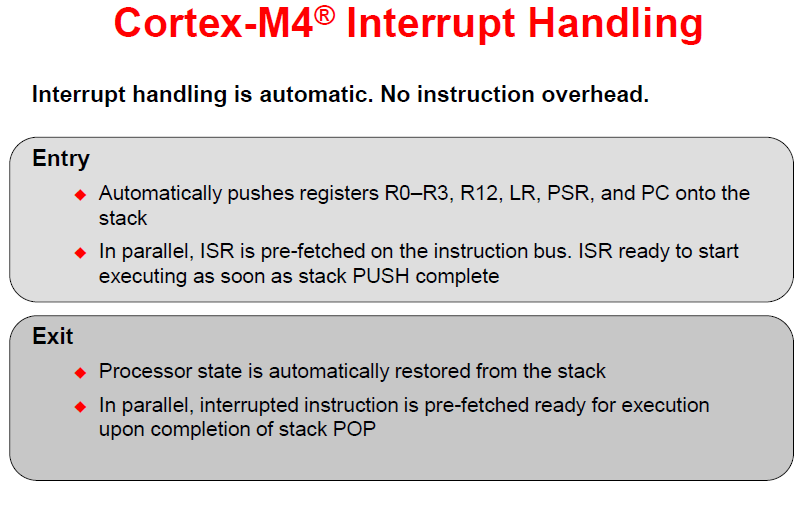 Cortex-M4® Interrupt Handling
Interrupt handling is automatic. No instruction overhead.
Entry
Automatically pushes registers R0–R3, R12, LR, PSR, and PC onto the
stack
In parallel, ISR is pre-fetched on the instruction bus. ISR ready to start
executing as soon as stack PUSH complete
Exit
Processor state is automatically restored from the stack
In parallel, interrupted instruction is pre-fetched ready for execution
upon completion of stack POP